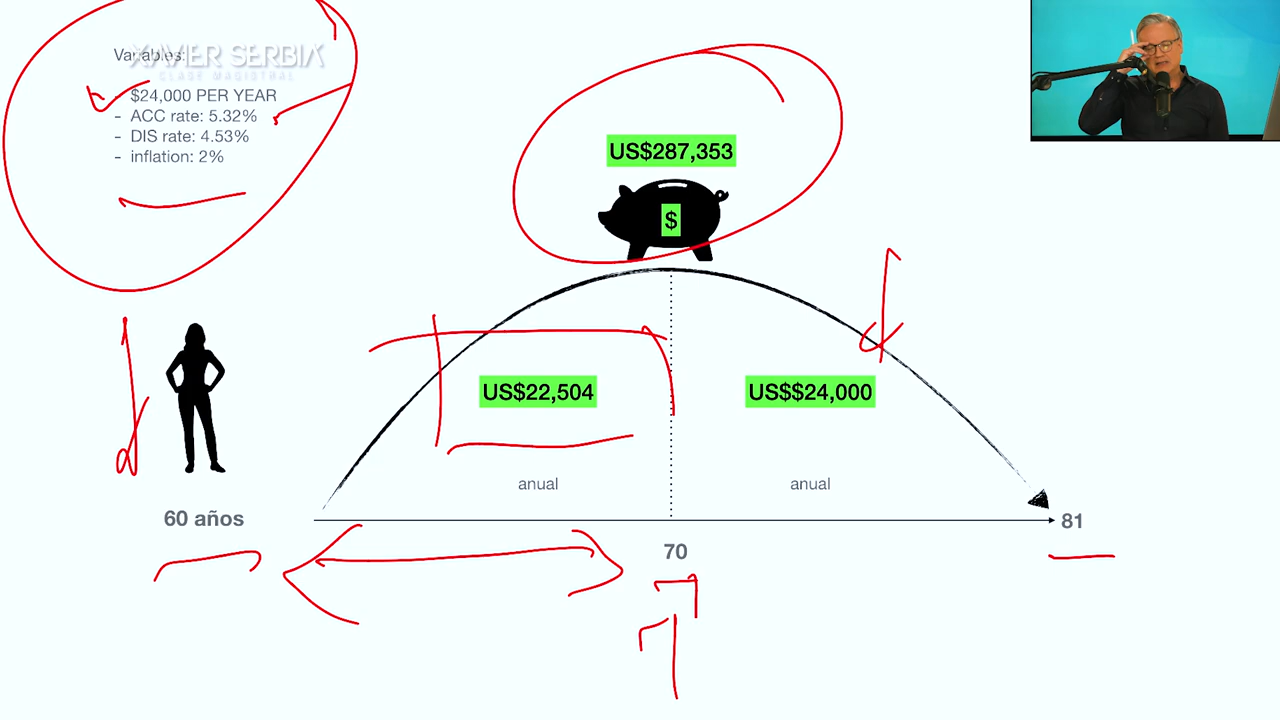 Variables:
XAVIER SERBIÁ
CLASE MAGISTRAL
- $24,000 PER YEAR
- ACC rate: 5.32%
- DIS rate: 4.53%
- inflation: 2%
US$287,353
$
US$$22,504
US$$24,000
anual
anual
60 años
70
81